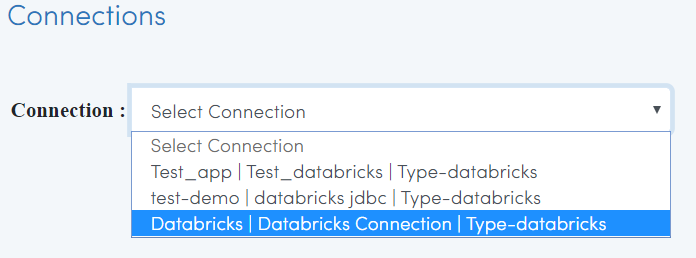 Connections
Connection :
Select Connection
Select Connection
Test_app | Test_databricks | Type-databricks
test-demo | databricks jdbc | Type-databricks
Databricks | Databricks Connection | Type-databricks